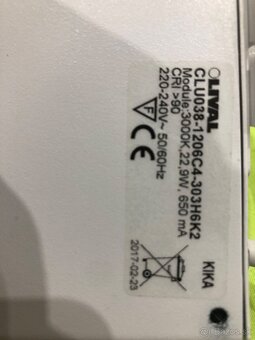 OLIVAL
CLU038-1206C4-303H6K2
Module:3000K,22,9W, 650 mA
CRI >90
220-240V~ 50/60Hz
F
CE
KIKA
2017-02-23